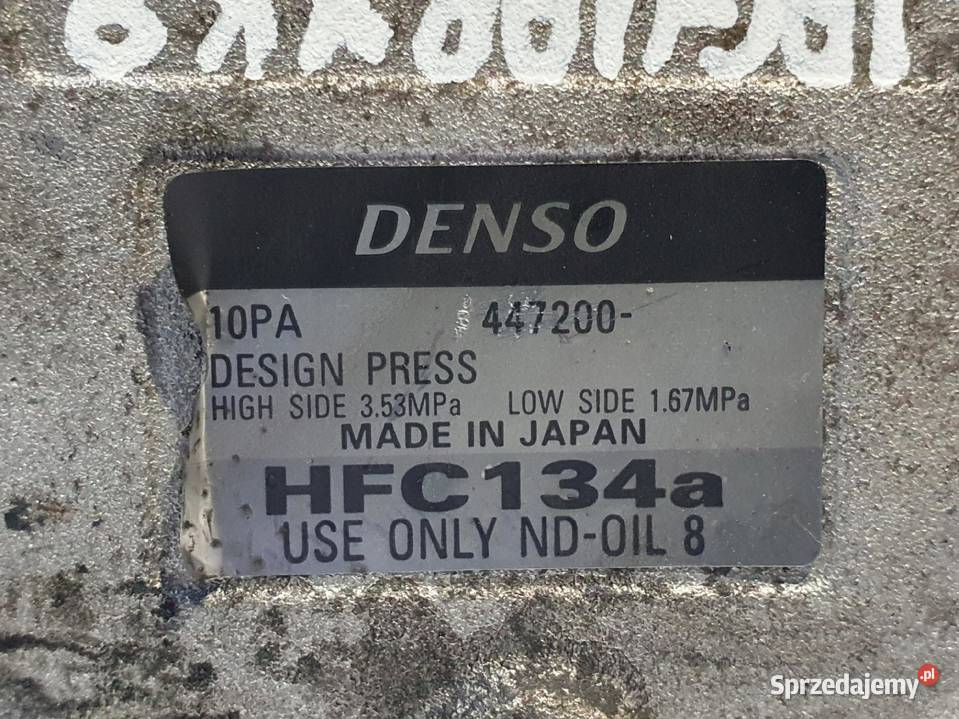 DENSO
10PA 447200-
DESIGN PRESS
HIGH SIDE 3.53MPa LOW SIDE 1.67MPa
MADE IN JAPAN
HFC134a
USE ONLY ND-OIL 8
Sprzedajemy.pl